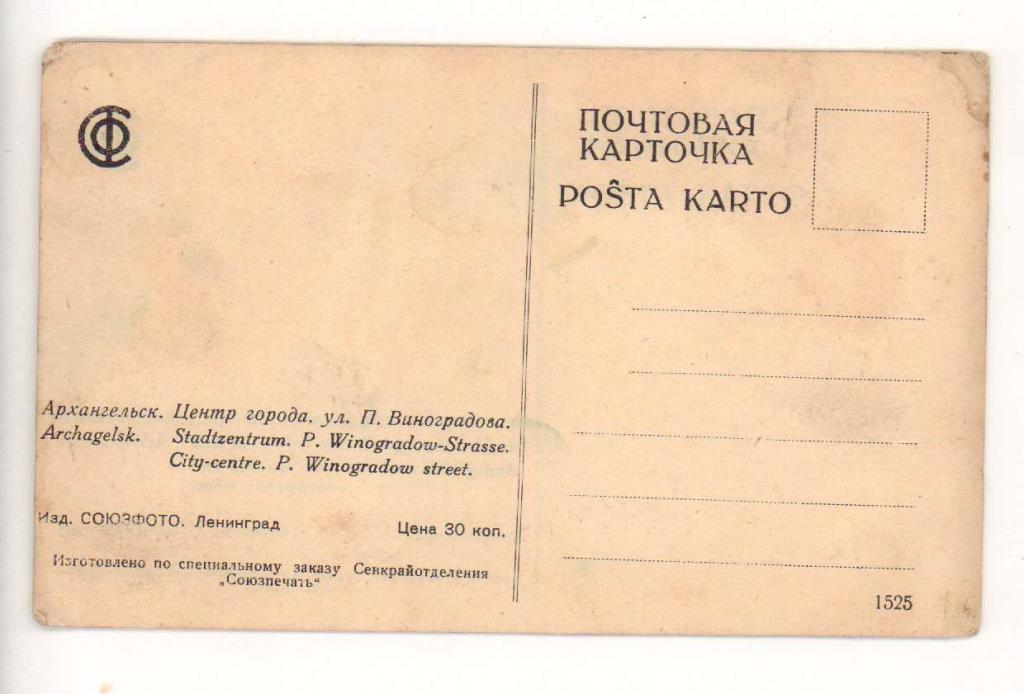 СФ
ПОЧТОВАЯ
КАРТОЧКА
POŜTA KARTO
Архангельск. Центр города. ул. П. Виноградова.
Archagelsk. Stadtzentrum. P. Winogradow-Strasse.
City-centre. P. Winogradow street.
Изд. СОЮЗФОТО. Ленинград
Цена 30 коп.
Изготовлено по специальному заказу Севкрайотделения
„Союзпечать“
1525